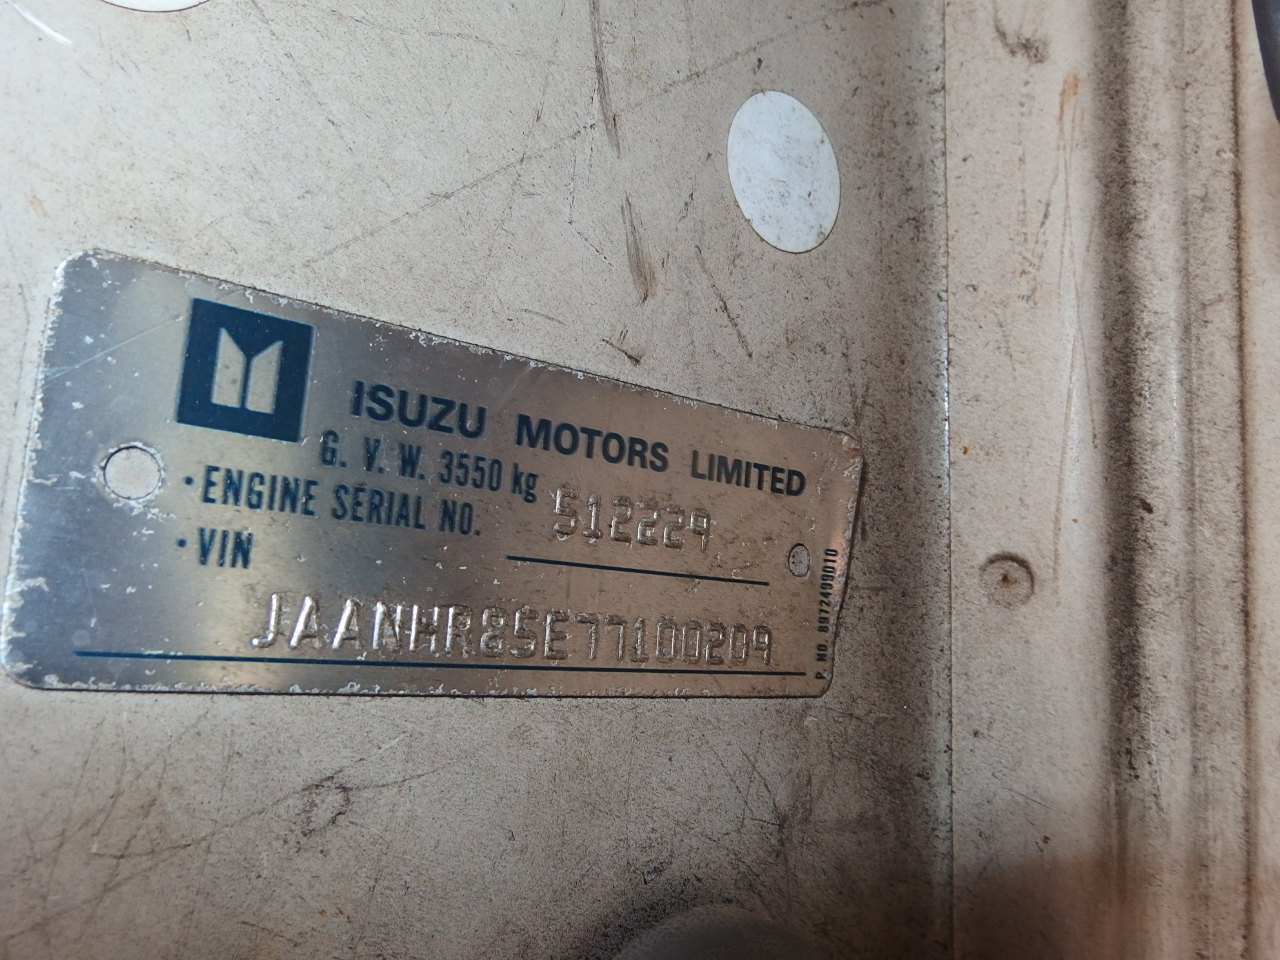 ISUZU MOTORS LIMITED
G. V. W. 3550 kg
· ENGINE SERIAL NO. 512229
· VIN
JAANHR85E77100209
P. NO. 8972499010